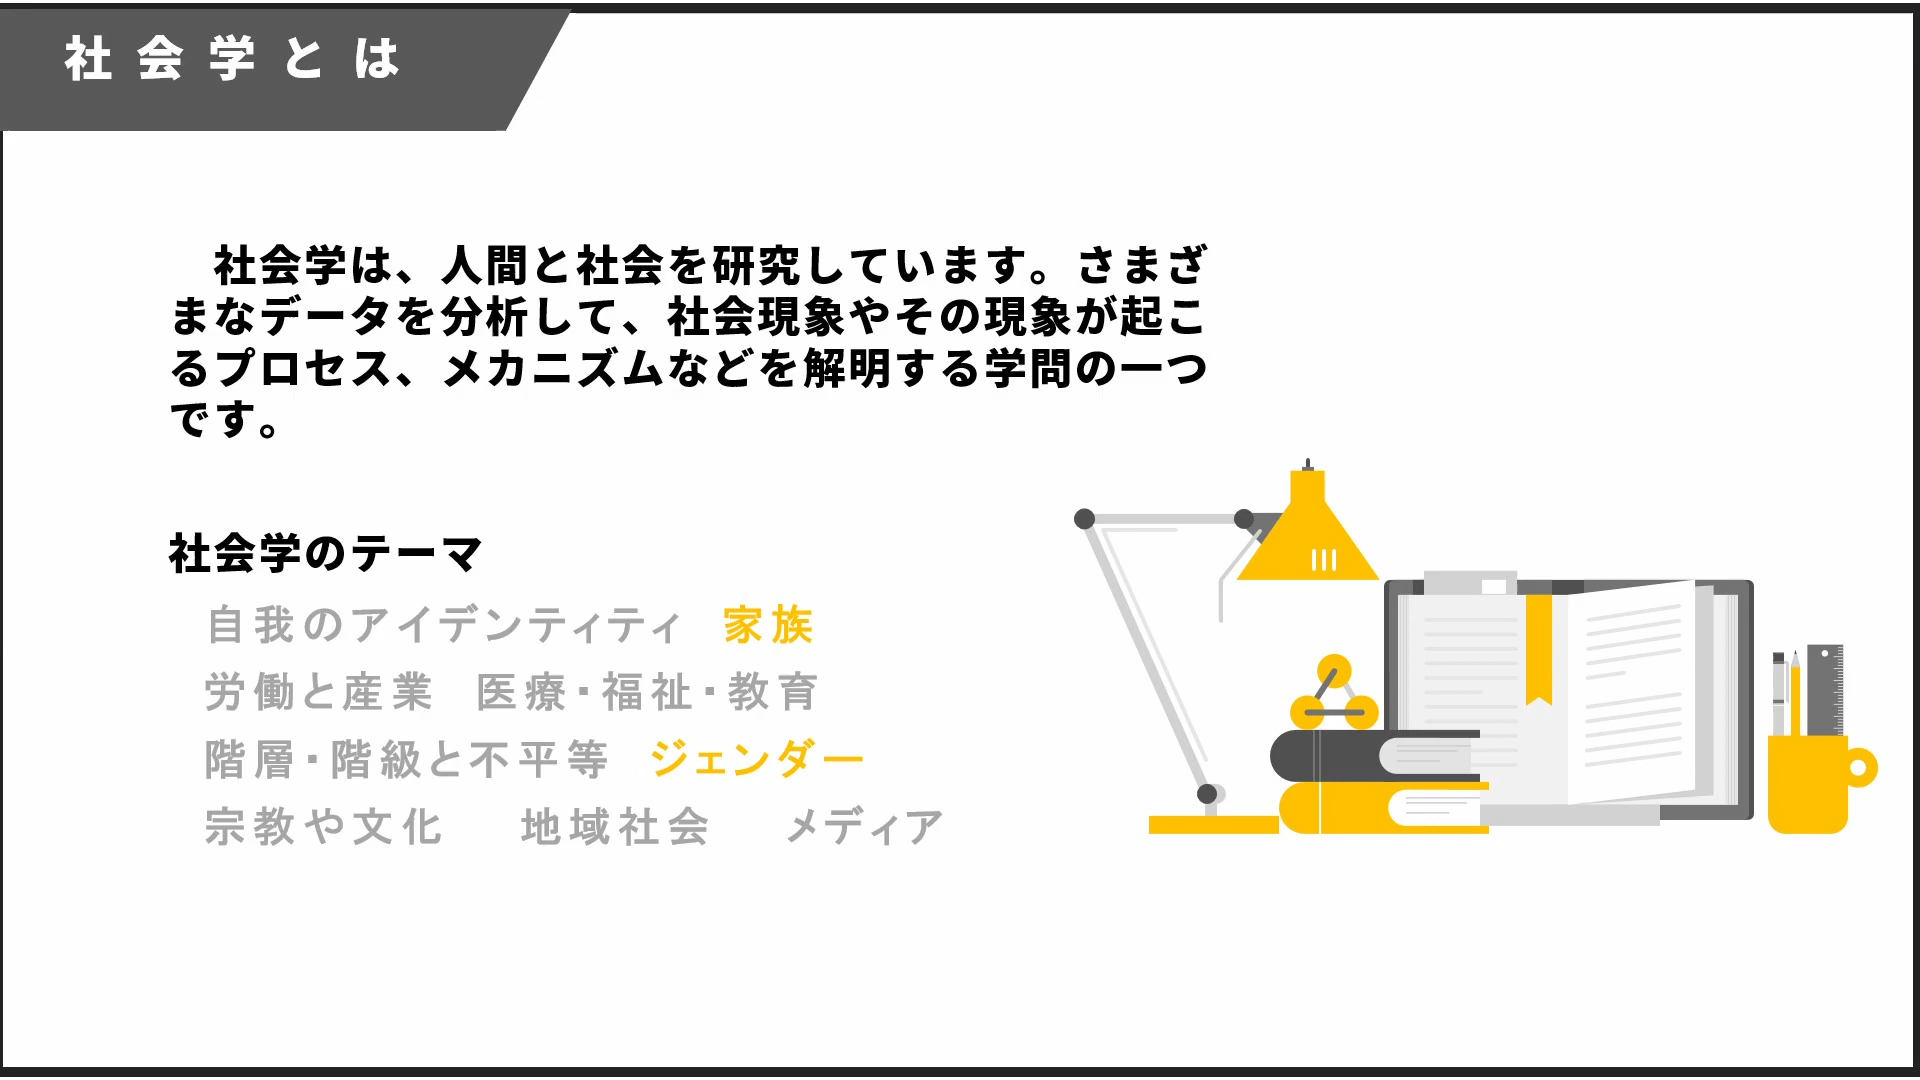 社会学とは
社会学は、人間と社会を研究しています。さまざ
まなデータを分析して、社会現象やその現象が起こ
るプロセス、メカニズムなどを解明する学問の一つ
です。
社会学のテーマ
自我のアイデンティティ 家族
労働と産業 医療・福祉・教育
階層・階級と不平等 ジェンダー
宗教や文化 地域社会 メディア